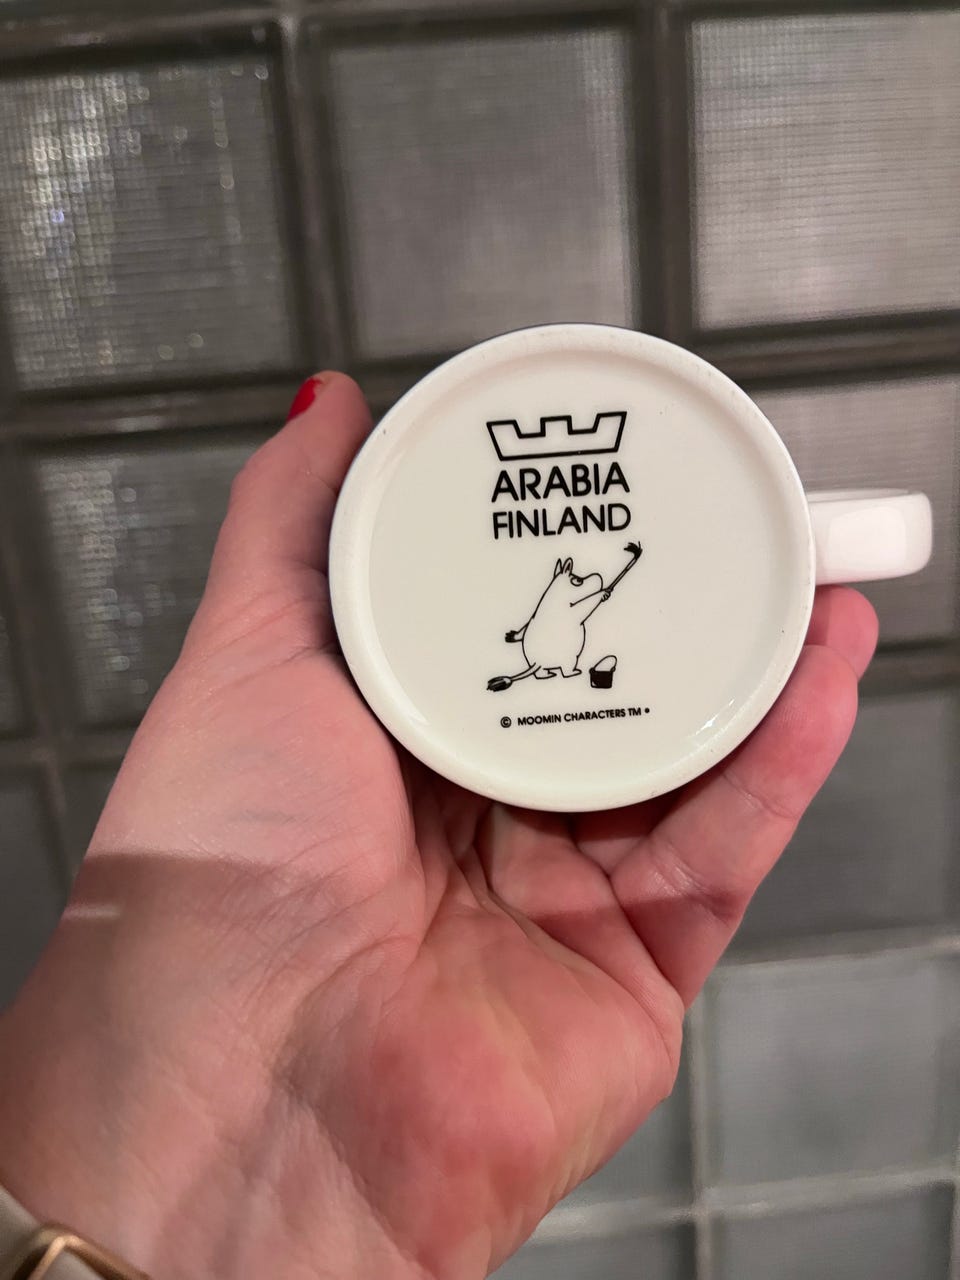 ARABIA
FINLAND
© MOOMIN CHARACTERS TM •